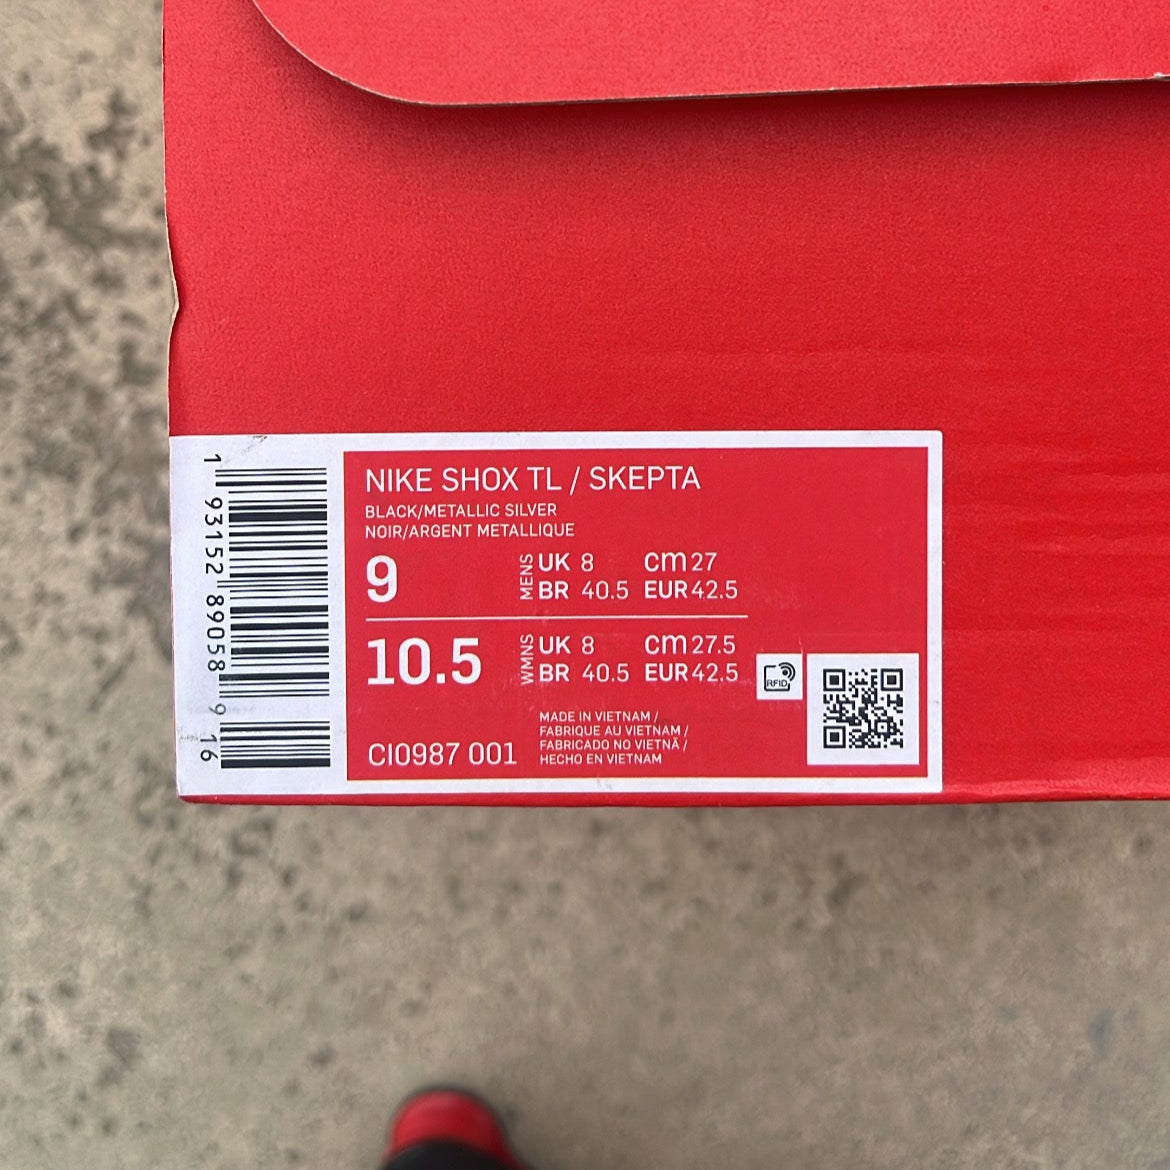 1 93152 89058 9 16
NIKE SHOX TL / SKEPTA
BLACK/METALLIC SILVER
NOIR/ARGENT METALLIQUE
9 MENS UK 8 cm 27
BR 40.5 EUR 42.5
10.5 WMNS UK 8 cm 27.5
BR 40.5 EUR 42.5
RFID
MADE IN VIETNAM /
FABRIQUE AU VIETNAM /
FABRICADO NO VIETNÃ /
HECHO EN VIETNAM
CI0987 001